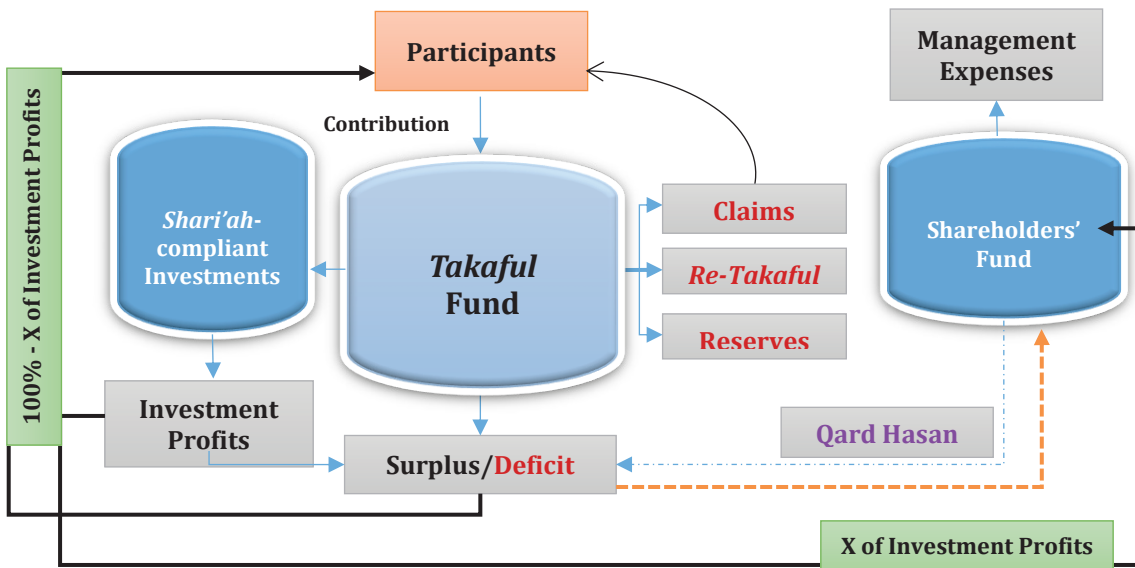 Participants
Management
Expenses
100% - X of Investment Profits
Contribution
Shari’ah-
compliant
Investments
Takaful
Fund
Claims
Re-Takaful
Reserves
Shareholders’
Fund
Investment
Profits
Surplus/Deficit
Qard Hasan
X of Investment Profits